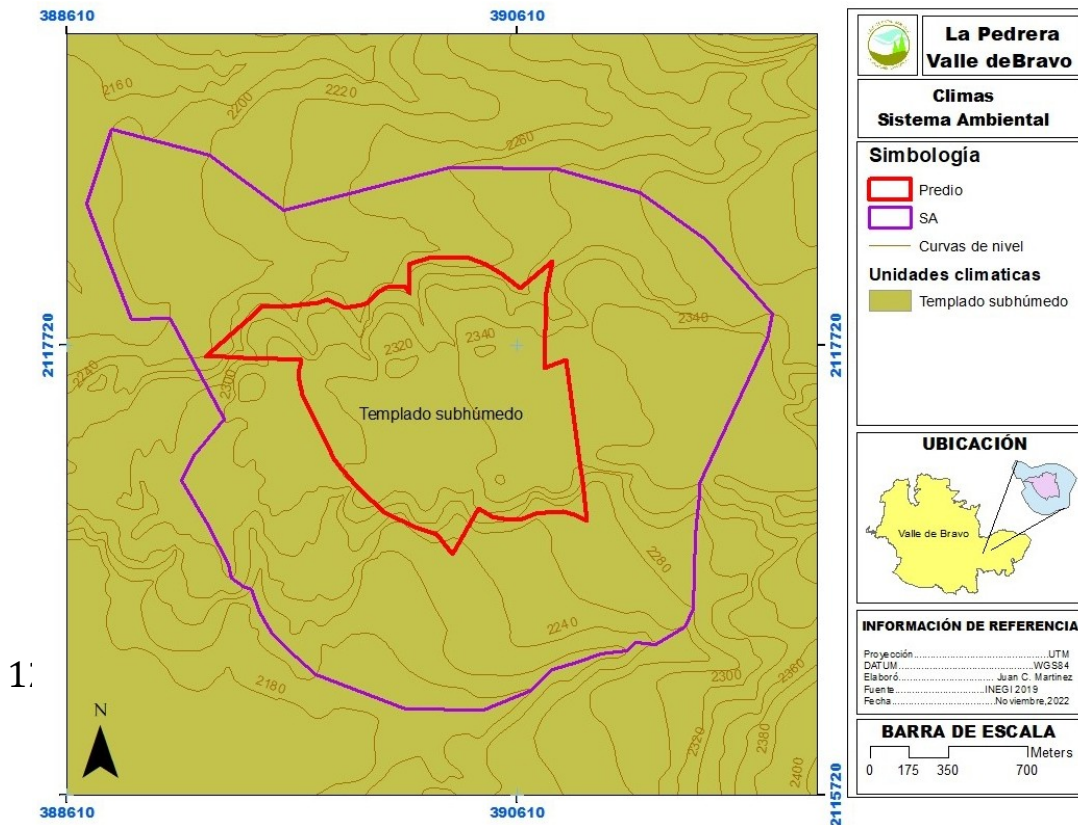 388610
390610
2117720
2160
2200
2220
2260
2340
2340
2320
2240
2300
Templado subhúmedo
2280
2240
2180
2300
2360
2320
2380
2400
N
388610
390610
2117720
2115720
La Pedrera
Valle deBravo
Climas
Sistema Ambiental
Simbología
Predio
SA
Curvas de nivel
Unidades climaticas
Templado subhúmedo
UBICACIÓN
Valle de Bravo
INFORMACIÓN DE REFERENCIA
Proyección..........UTM
DATUM..........WGS84
Elaboró.......... Juan C. Martinez
Fuente..........INEGI 2019
Fecha..........Noviembre,2022
BARRA DE ESCALA
Meters
0 175 350 700